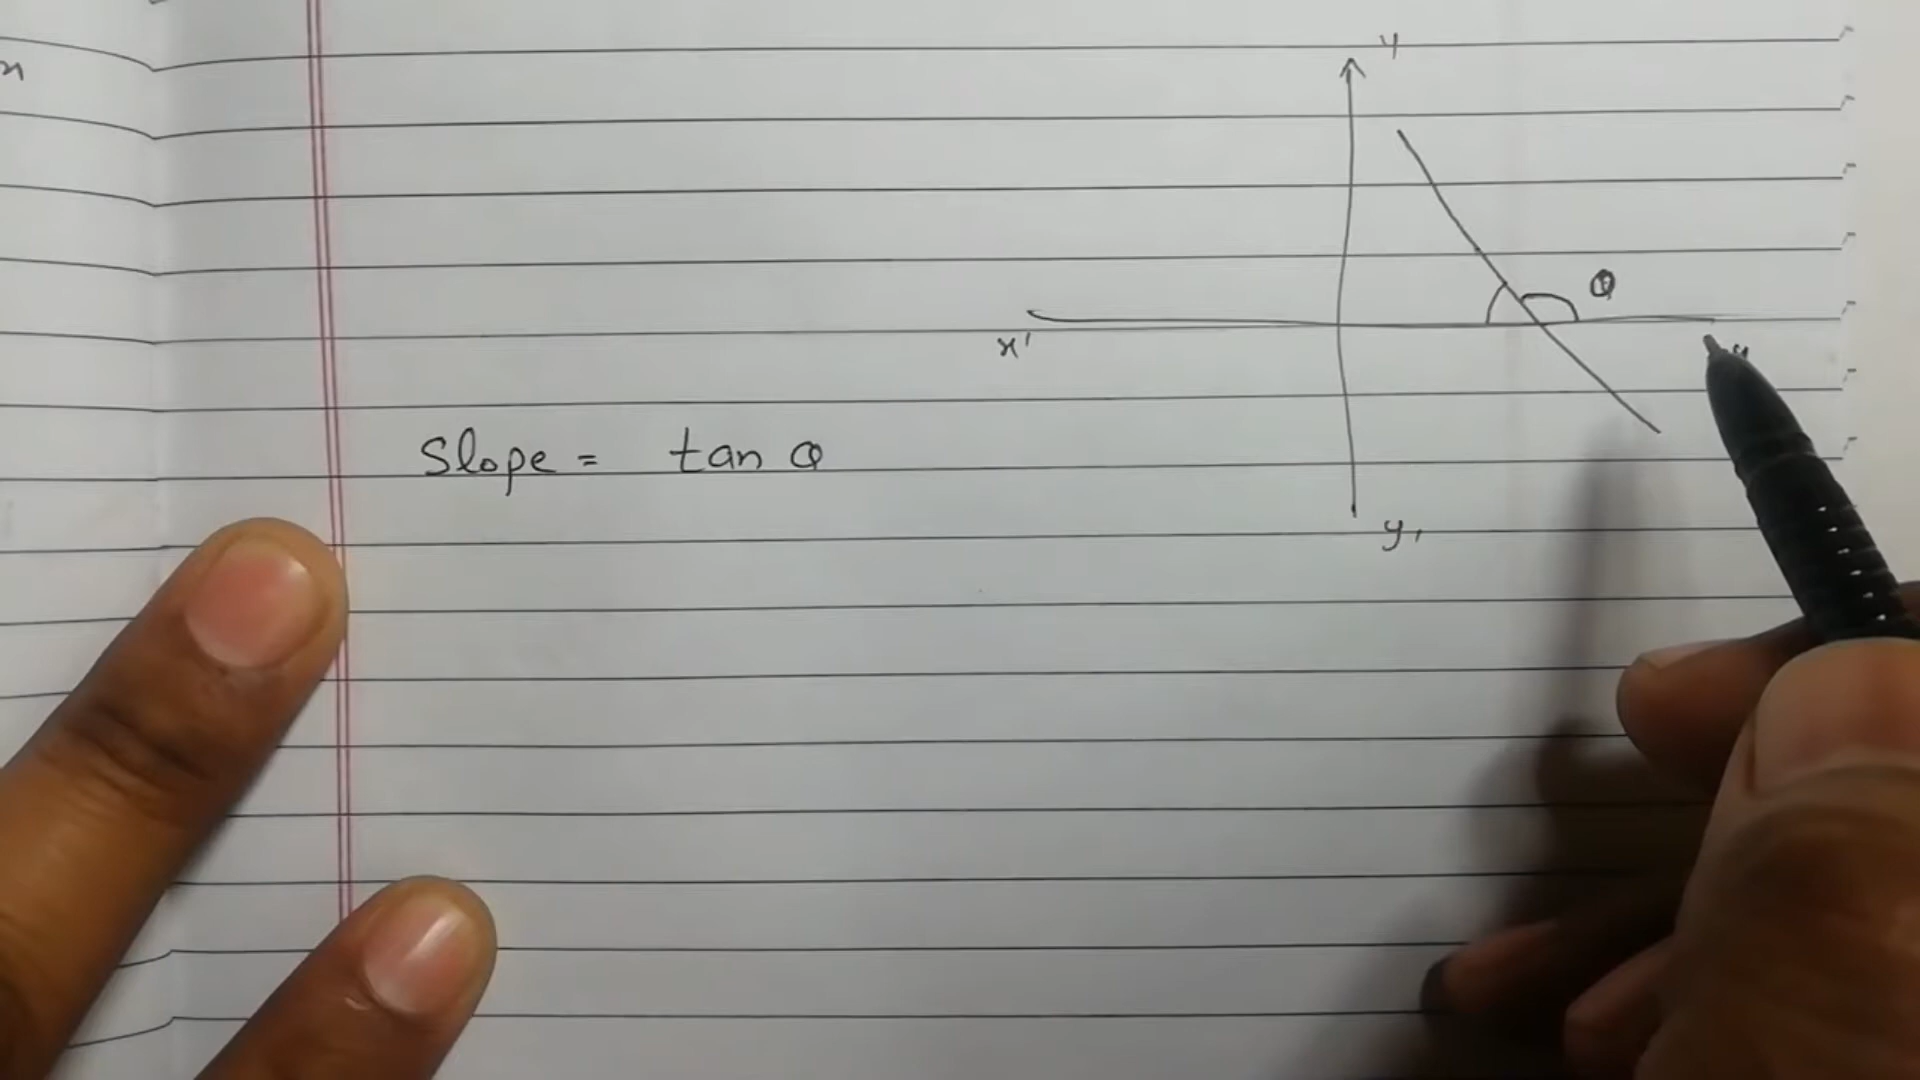 y
θ
x'
Slope = tan θ
y,